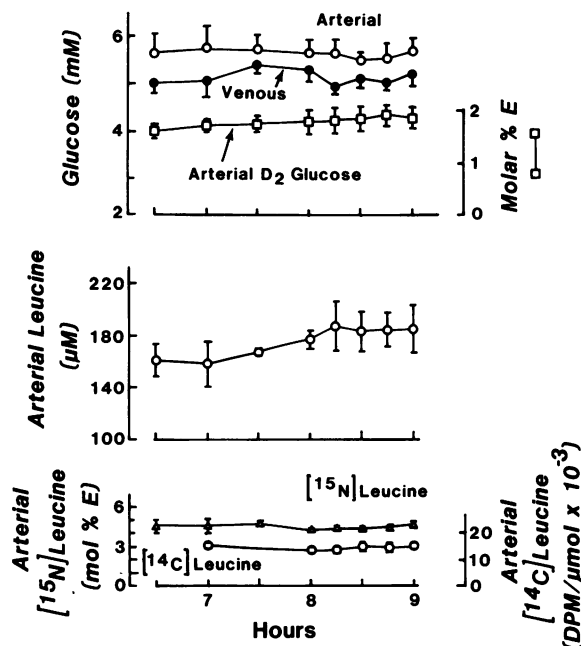 Arterial
Venous
Arterial D2 Glucose
Glucose (mM)
6
4
2
2
1
0
Molar % E
Arterial Leucine
(µM)
220
180
140
100
[15N]Leucine
[14C]Leucine
Arterial
[15N]Leucine
(mol % E)
6
3
0
20
10
0
Arterial
[14C]Leucine
(DPM/µmol x 10-3)
7
8
9
Hours